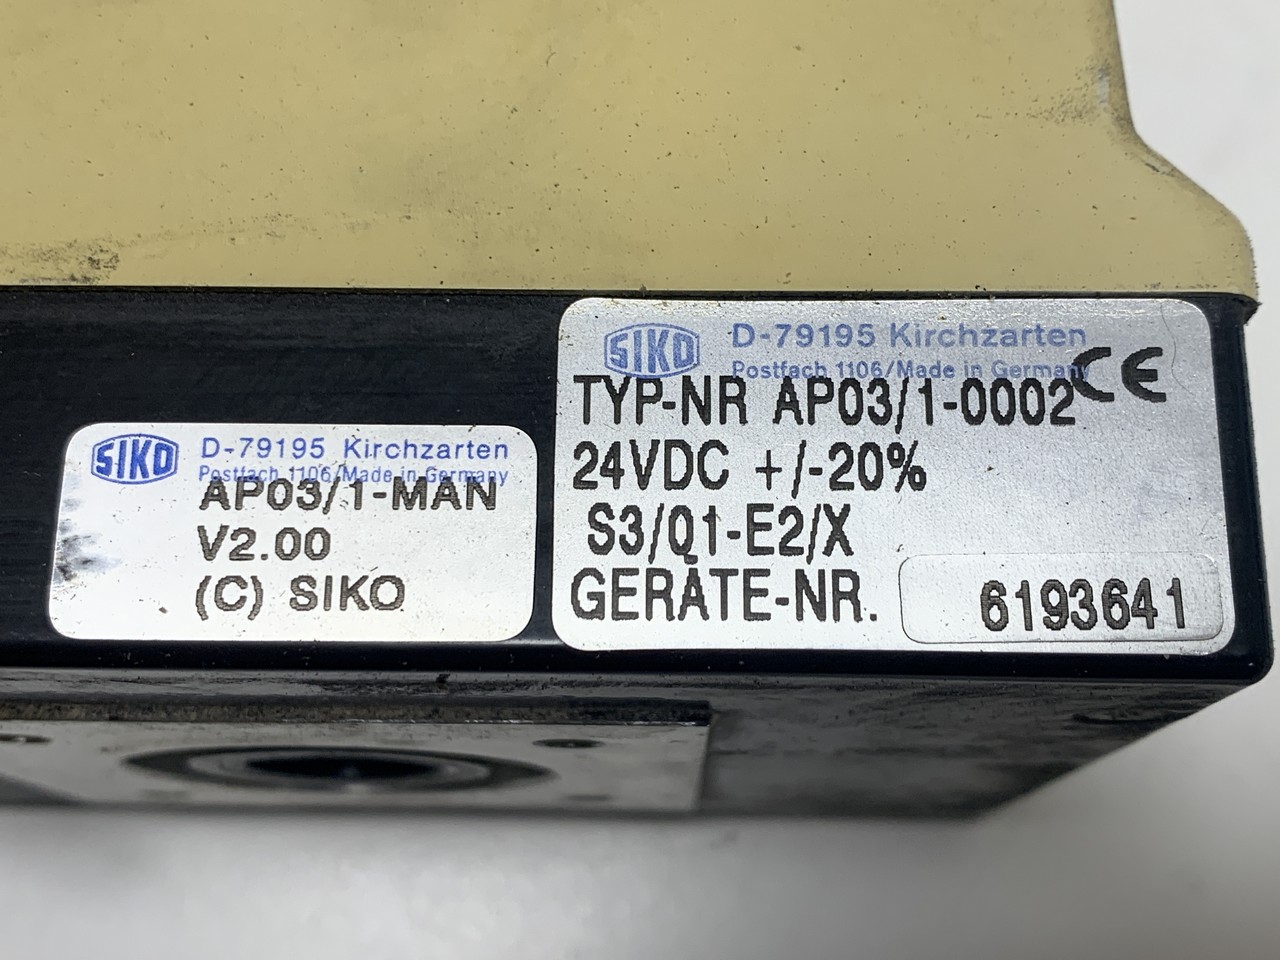 SIKO D-79195 Kirchzarten
Postfach 1106/Made in Germany
AP03/1-MAN
V2.00
(C) SIKO
SIKO D-79195 Kirchzarten
Postfach 1106/Made in Germany
TYP-NR AP03/1-0002 CE
24VDC +/-20%
S3/Q1-E2/X
GERÄTE-NR. 6193641